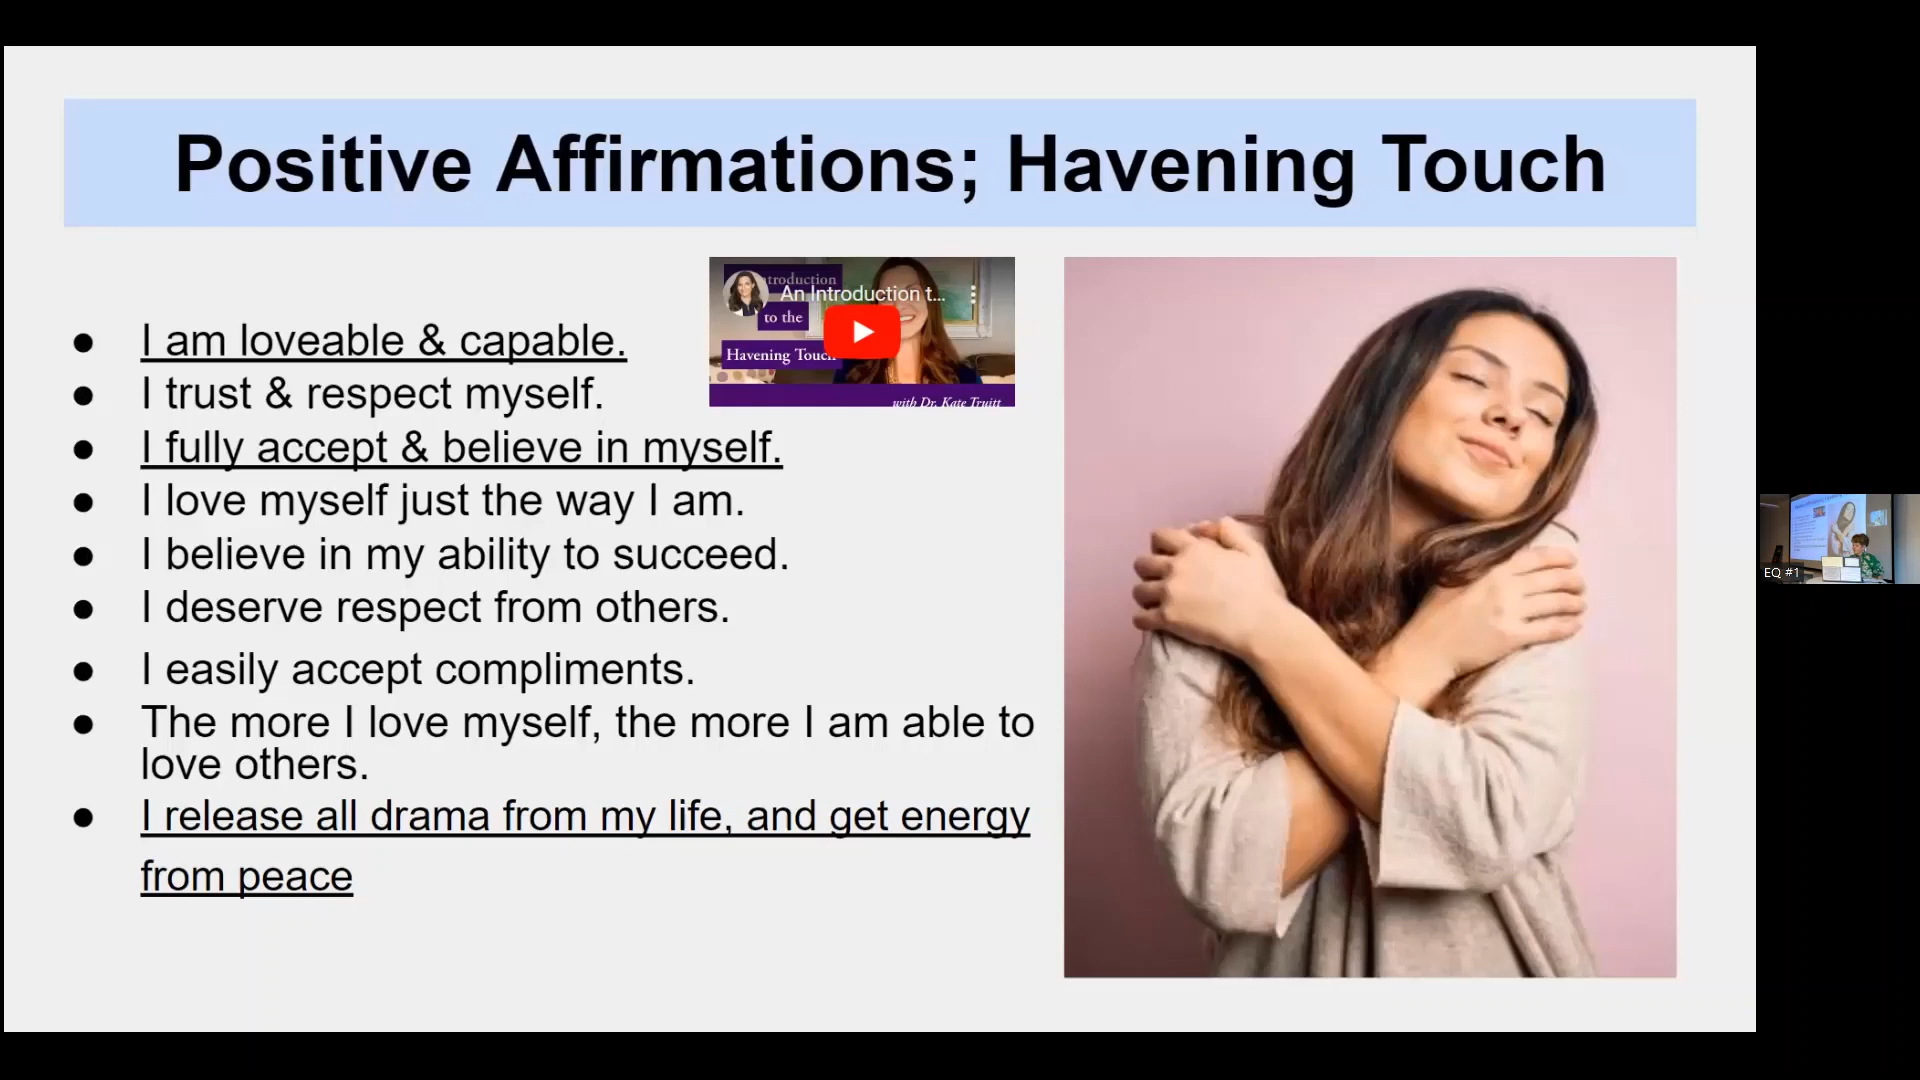 Positive Affirmations; Havening Touch
troduction
An Introduction t...
to the
Havening Touch
with Dr. Kate Truitt
● I am loveable & capable.
● I trust & respect myself.
● I fully accept & believe in myself.
● I love myself just the way I am.
● I believe in my ability to succeed.
● I deserve respect from others.
● I easily accept compliments.
● The more I love myself, the more I am able to
love others.
● I release all drama from my life, and get energy
from peace
EQ #1